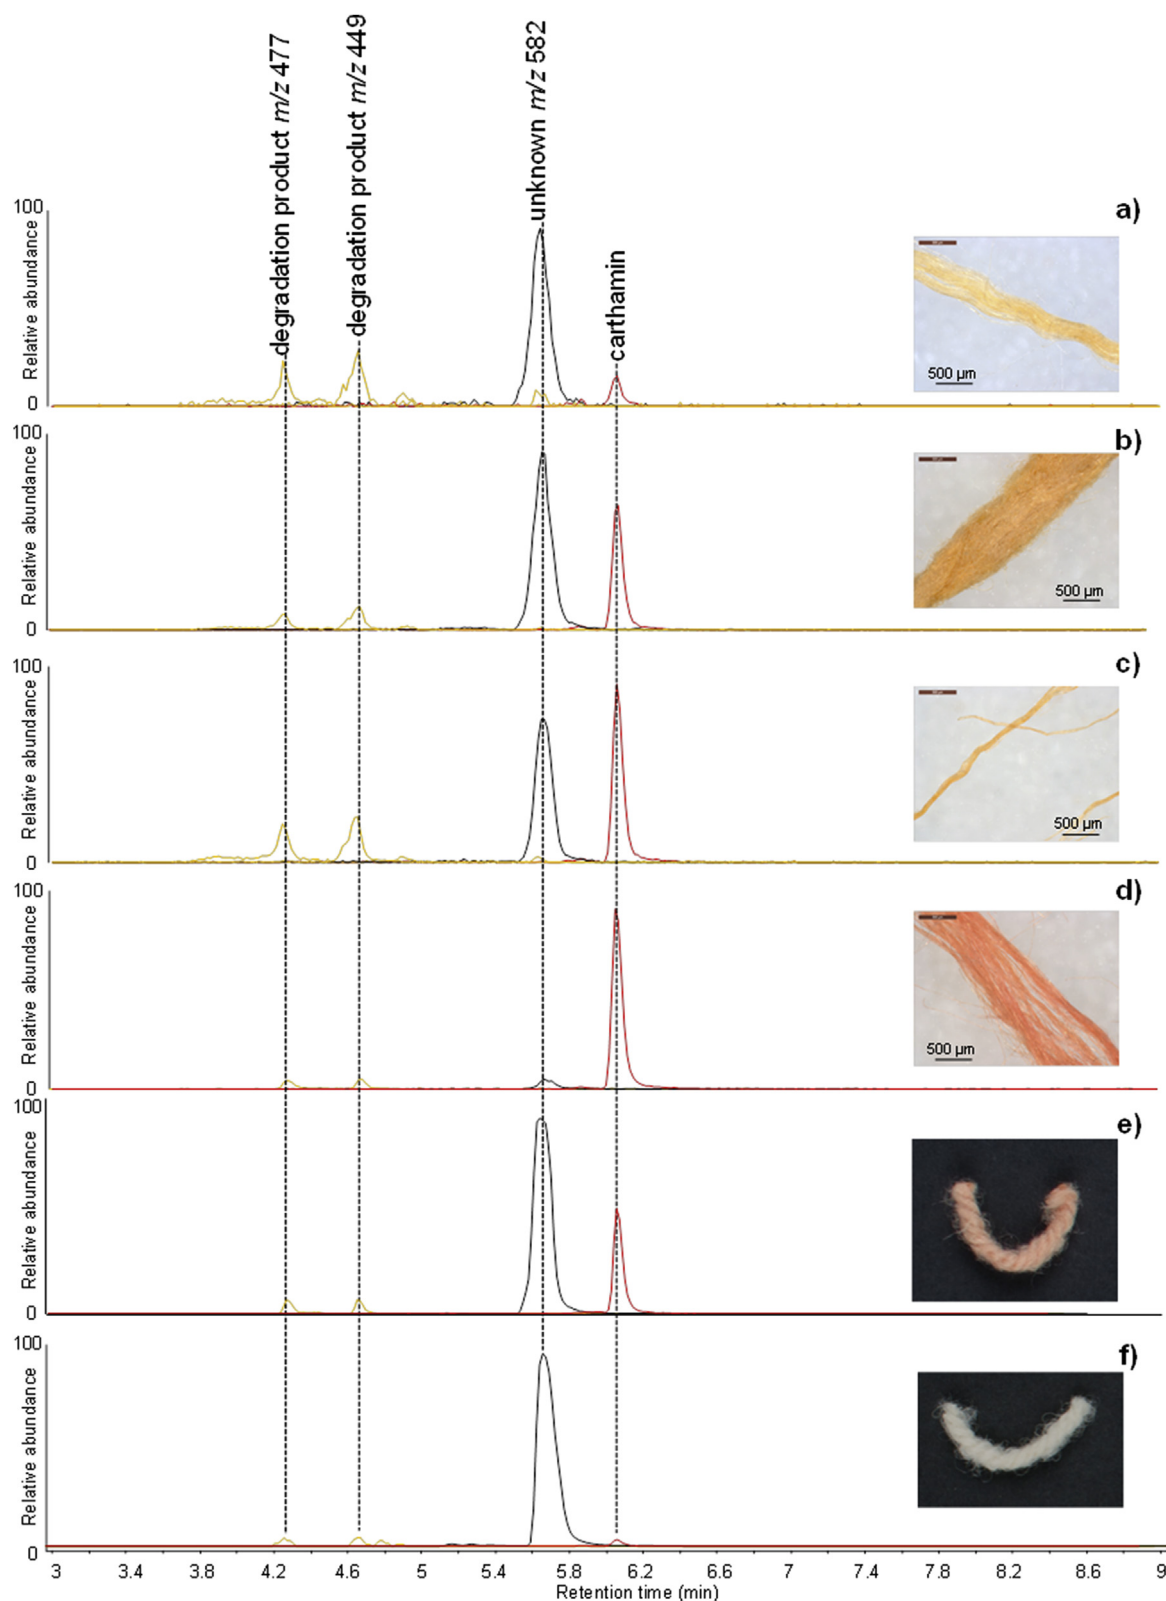 degradation product m/z 477
degradation product m/z 449
unknown m/z 582
carthamin
a)
100
Relative abundance
0
500 µm
b)
100
Relative abundance
0
500 µm
c)
100
Relative abundance
0
500 µm
d)
100
Relative abundance
0
500 µm
e)
100
Relative abundance
0
f)
100
Relative abundance
0
3 3.4 3.8 4.2 4.6 5 5.4 5.8 6.2 6.6 7 7.4 7.8 8.2 8.6 9
Retention time (min)